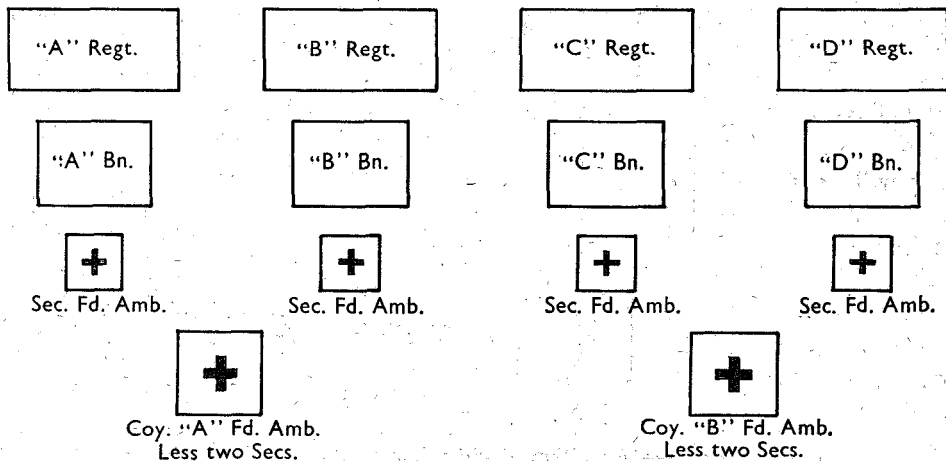 “A” Regt.
“B” Regt.
“C” Regt.
“D” Regt.
“A” Bn.
“B” Bn.
“C” Bn.
“D” Bn.
Sec. Fd. Amb.
Sec. Fd. Amb.
Sec. Fd. Amb.
Sec. Fd. Amb.
Coy. “A” Fd. Amb.
Less two Secs.
Coy. “B” Fd. Amb.
Less two Secs.